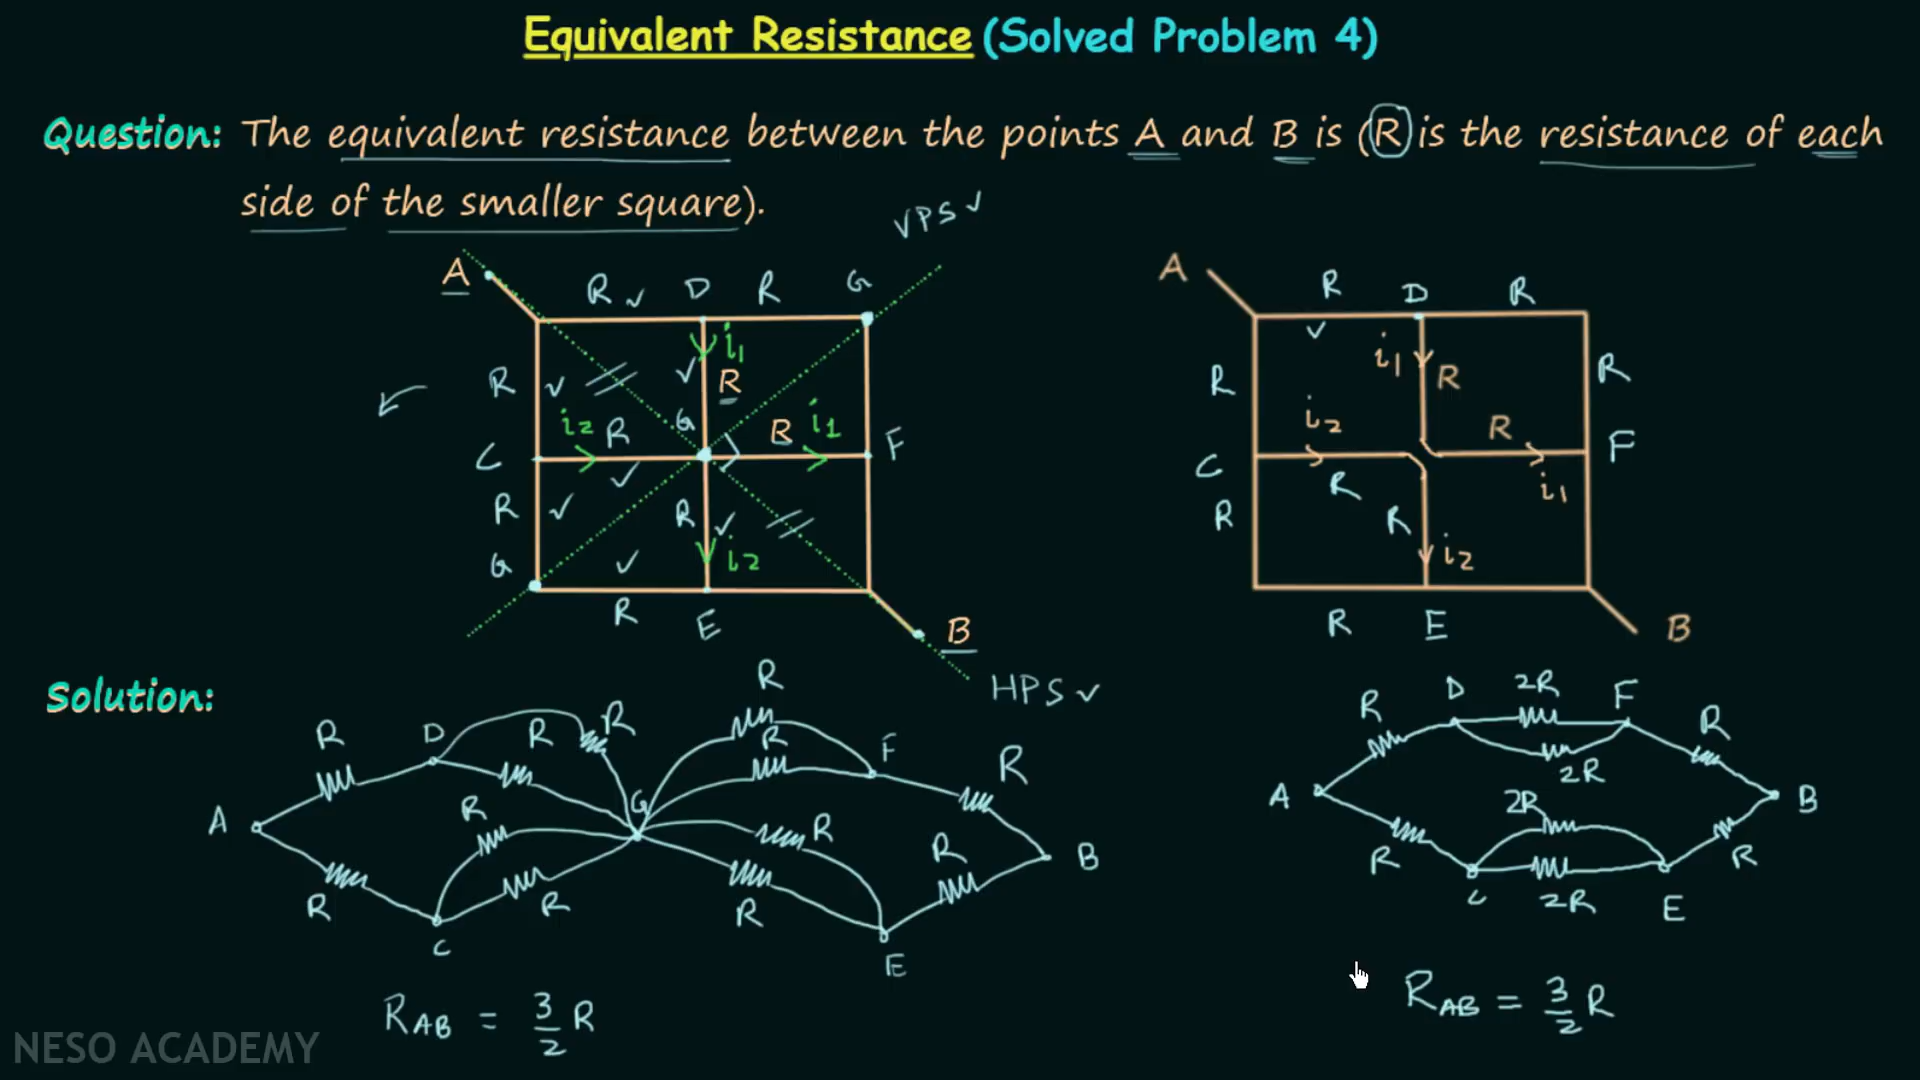 Equivalent Resistance (Solved Problem 4)
Question: The equivalent resistance between the points A and B is (R is the resistance of each
side of the smaller square).
VPS ✓
A R ✓ D R G
i1
R ✓ ✓ R
i2 R G R i1
C F
✓
R ✓ R ✓
G ✓ i2
R E B
HPS ✓
A R D R
✓ i1 R R
R
i2 R
C F
R i1
R R i2
R E B
Solution:
R D R R R R F R
A G B
R R R R
R C R R E
R_AB = 3/2 R
R D 2R F R
2R
A B
2R
R C 2R E R
R_AB = 3/2 R
NESO ACADEMY